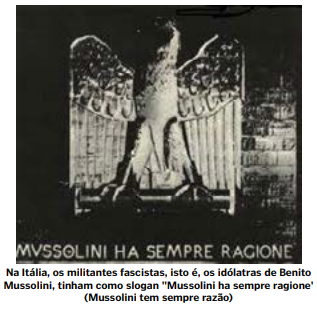 MVSSOLINI HA SEMPRE RAGIONE
Na Itália, os militantes fascistas, isto é, os idólatras de Benito
Mussolini, tinham como slogan "Mussolini ha sempre ragione"
(Mussolini tem sempre razão)